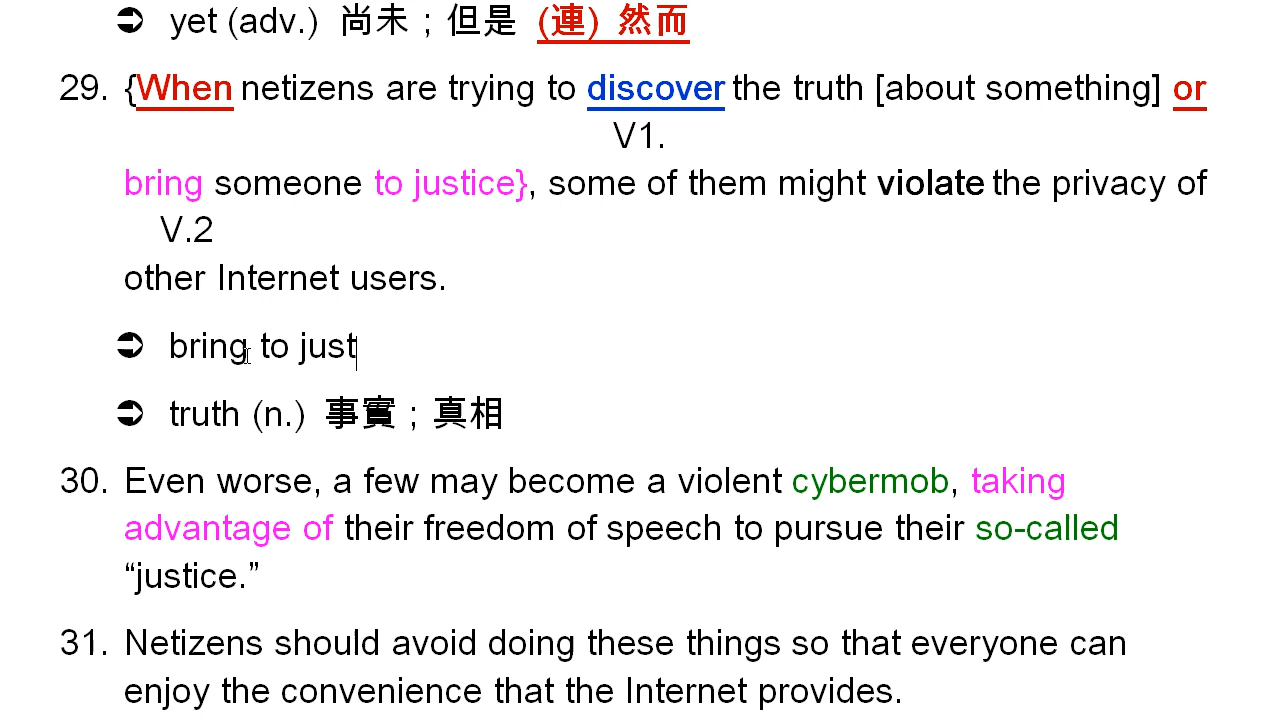 ➲ yet (adv.) 尚未；但是 (連) 然而
29. {When netizens are trying to discover the truth [about something] or
V1.
bring someone to justice}, some of them might violate the privacy of
V.2
other Internet users.
➲ bring to just
➲ truth (n.) 事實；真相
30. Even worse, a few may become a violent cybermob, taking
advantage of their freedom of speech to pursue their so-called
“justice.”
31. Netizens should avoid doing these things so that everyone can
enjoy the convenience that the Internet provides.